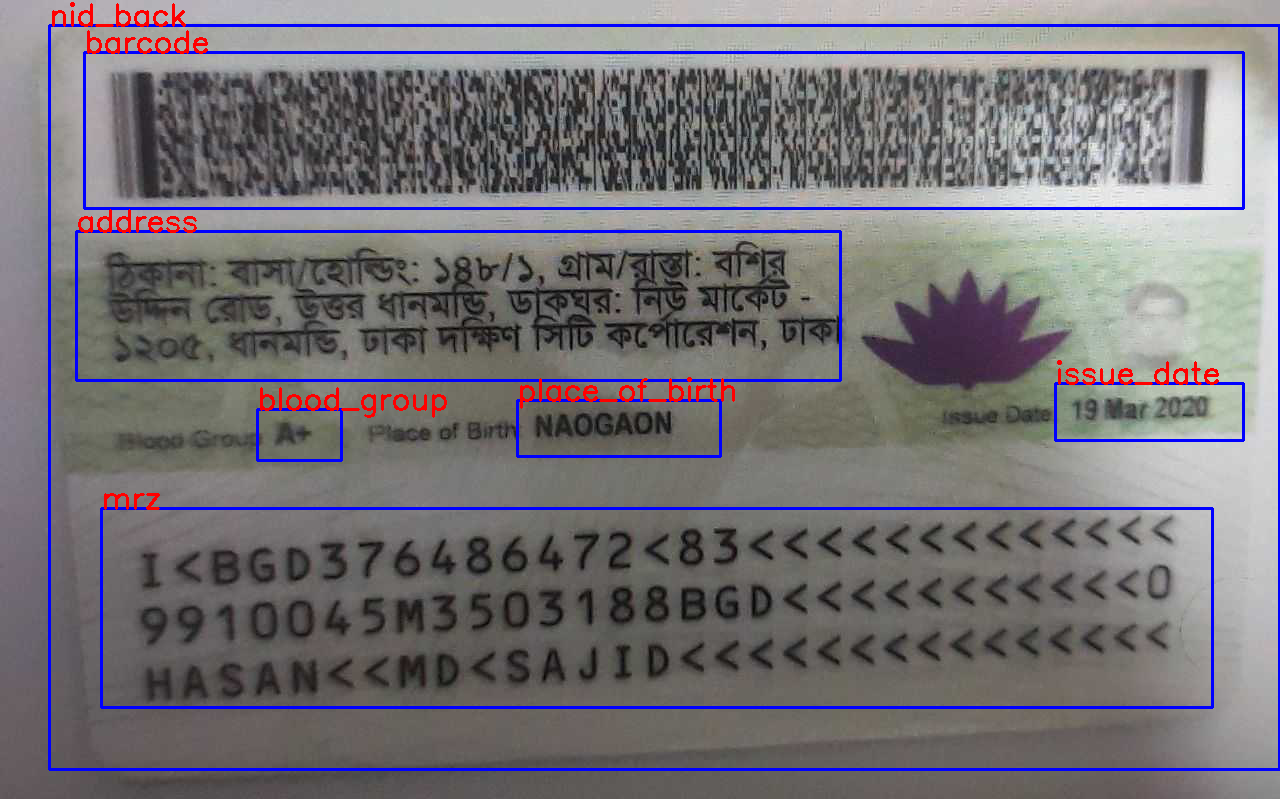 nid_back
barcode
address
ঠিকানা: বাসা/হোল্ডিং: ১৪৮/১, গ্রাম/রাস্তা: বশির
উদ্দিন রোড, উত্তর ধানমন্ডি, ডাকঘর: নিউ মার্কেট -
১২০৫, ধানমন্ডি, ঢাকা দক্ষিণ সিটি কর্পোরেশন, ঢাকা
blood_group place_of_birth issue_date
Blood Group A+ Place of Birth NAOGAON Issue Date 19 Mar 2020
mrz
I<BGD376486472<83<<<<<<<<<<<<<
9910045M3503188BGD<<<<<<<<<<<0
HASAN<<MD<SAJID<<<<<<<<<<<<<<<